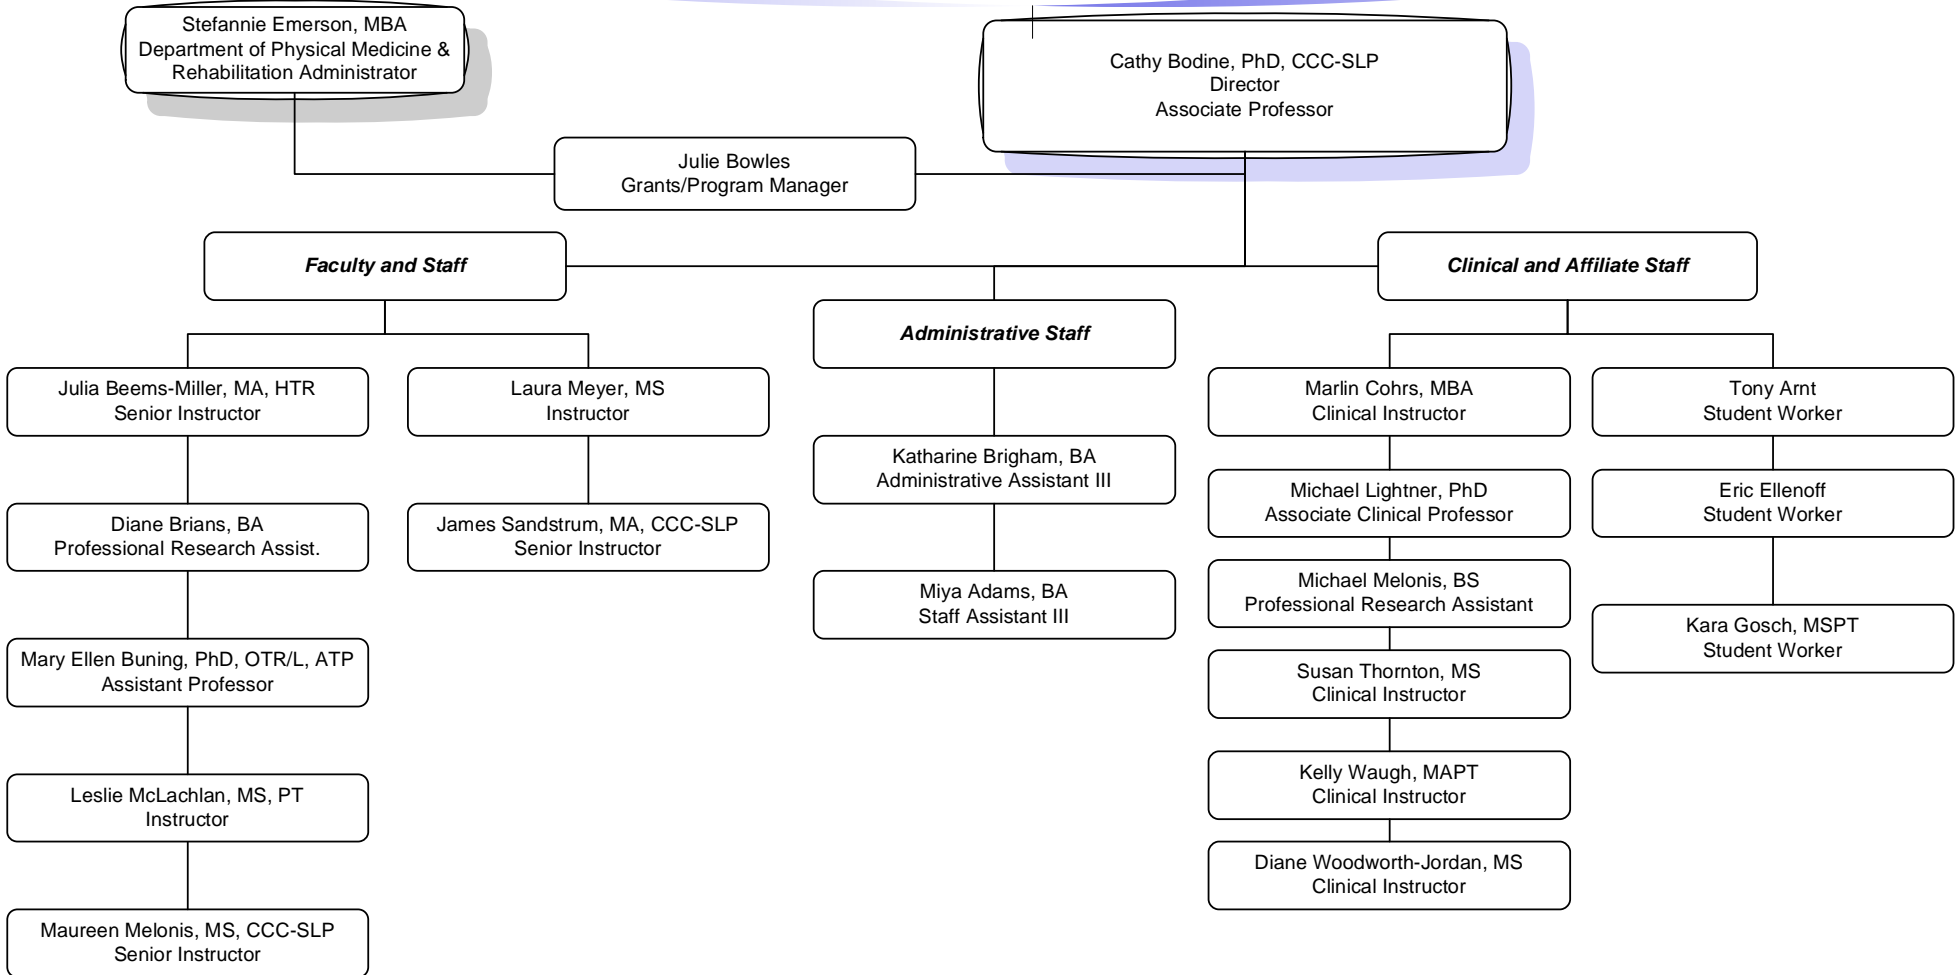 Stefannie Emerson, MBA
Department of Physical Medicine &
Rehabilitation Administrator
Cathy Bodine, PhD, CCC-SLP
Director
Associate Professor
Julie Bowles
Grants/Program Manager
Faculty and Staff
Clinical and Affiliate Staff
Administrative Staff
Julia Beems-Miller, MA, HTR
Senior Instructor
Diane Brians, BA
Professional Research Assist.
Mary Ellen Buning, PhD, OTR/L, ATP
Assistant Professor
Leslie McLachlan, MS, PT
Instructor
Maureen Melonis, MS, CCC-SLP
Senior Instructor
Laura Meyer, MS
Instructor
James Sandstrum, MA, CCC-SLP
Senior Instructor
Katharine Brigham, BA
Administrative Assistant III
Miya Adams, BA
Staff Assistant III
Marlin Cohrs, MBA
Clinical Instructor
Michael Lightner, PhD
Associate Clinical Professor
Michael Melonis, BS
Professional Research Assistant
Susan Thornton, MS
Clinical Instructor
Kelly Waugh, MAPT
Clinical Instructor
Diane Woodworth-Jordan, MS
Clinical Instructor
Tony Arnt
Student Worker
Eric Ellenoff
Student Worker
Kara Gosch, MSPT
Student Worker